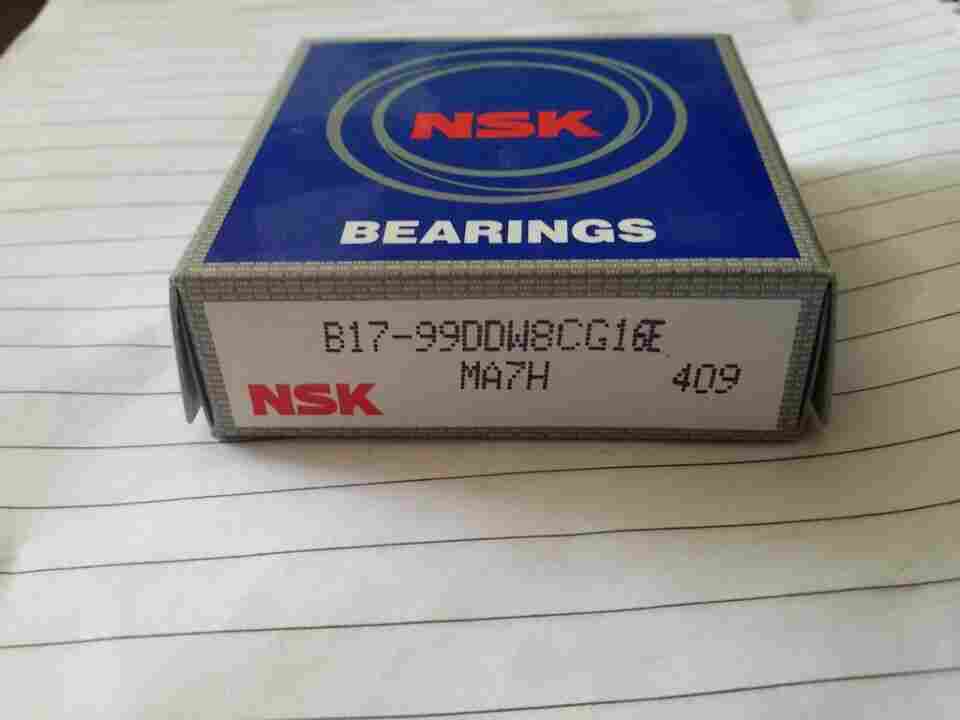 NSK
BEARINGS
B17-99DDW8CG16E
MA7H
409
NSK